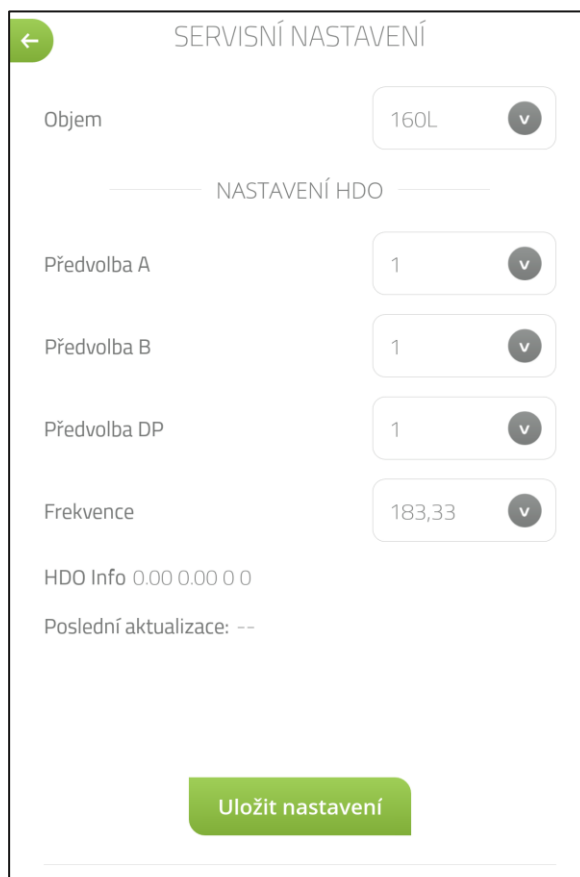 SERVISNÍ NASTAVENÍ
Objem 160L
NASTAVENÍ HDO
Předvolba A 1
Předvolba B 1
Předvolba DP 1
Frekvence 183,33
HDO Info 0.00 0.00 0 0
Poslední aktualizace: --
Uložit nastavení